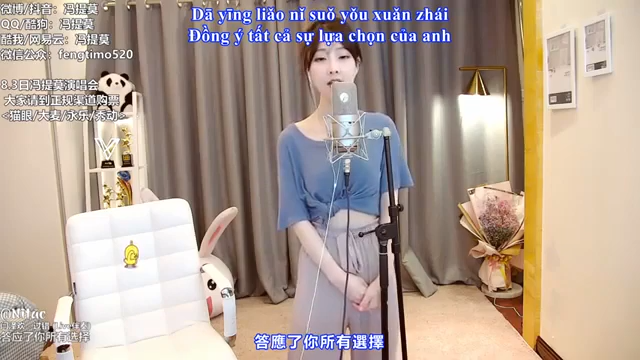 微博/抖音：冯提莫
QQ/酷狗：冯提莫
酷我/网易云：冯提莫
微信公众：fengtimo520
8.3日冯提莫演唱会
大家请到正规渠道购票
<猫眼/大麦/永乐/秀动>
Dā yīng liǎo nǐ suǒ yǒu xuǎn zhái
Đồng ý tất cả sự lựa chọn của anh
@Nltác
答应了你所有选择
答應了你所有選擇